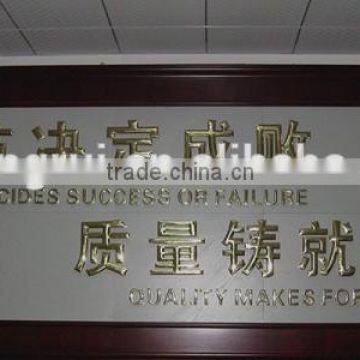 决定成败
CIDES SUCCESS OR FAILURE
trade.china.cn
质量铸就
QUALITY MAKES FOR